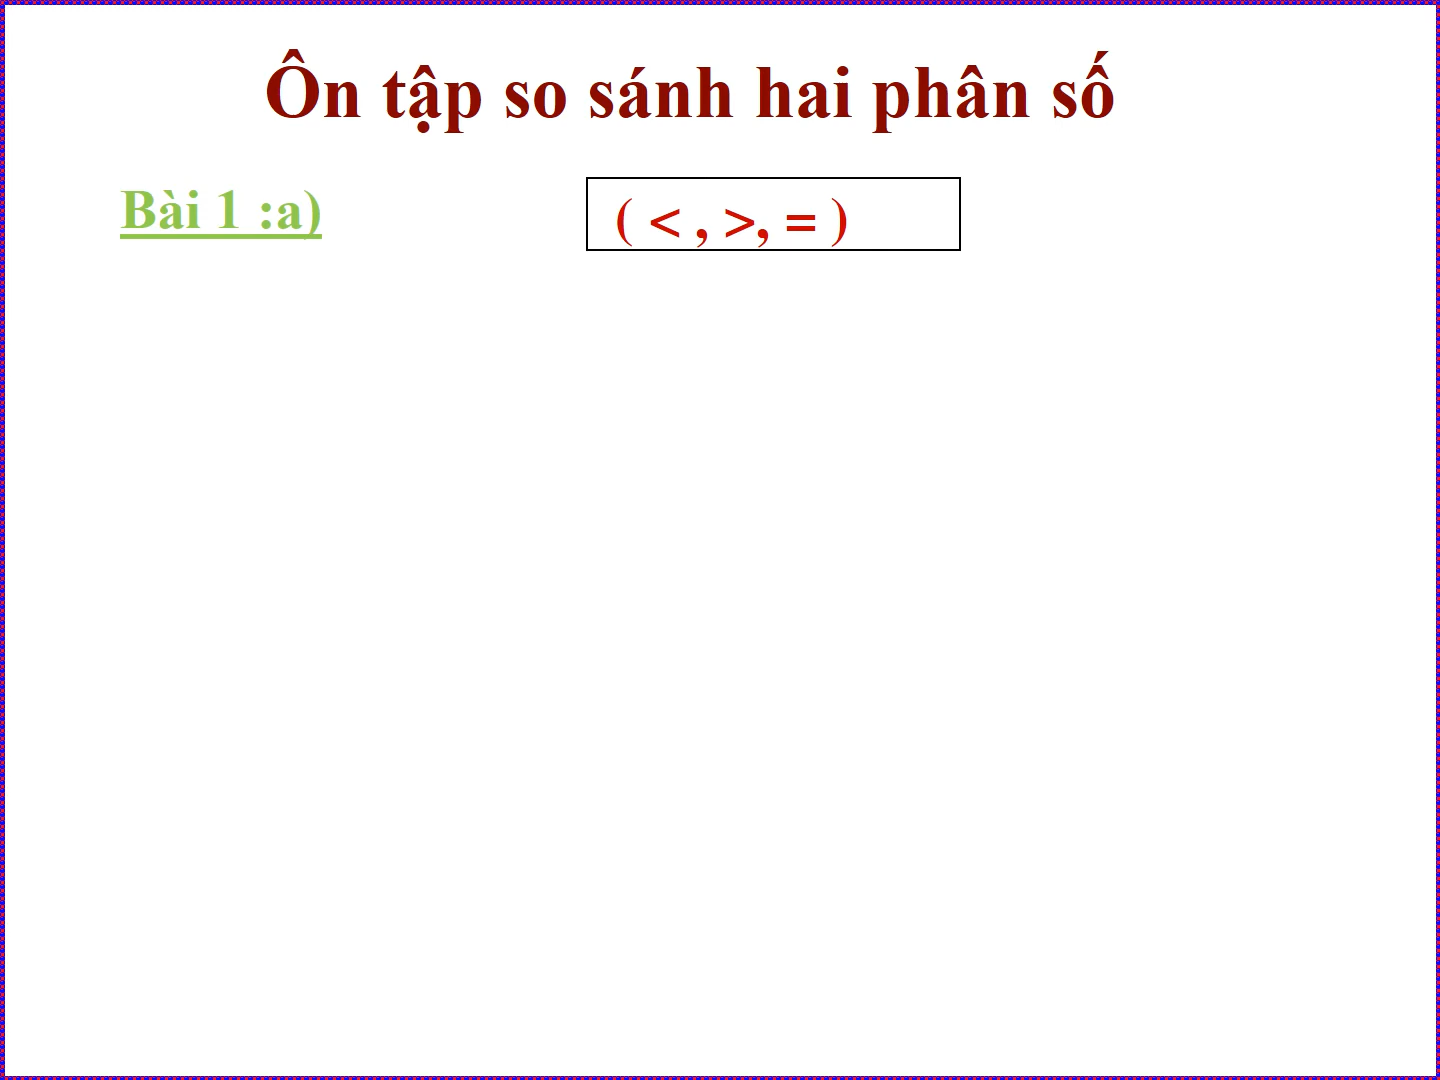 Ôn tập so sánh hai phân số
Bài 1 :a)
( < , >, = )